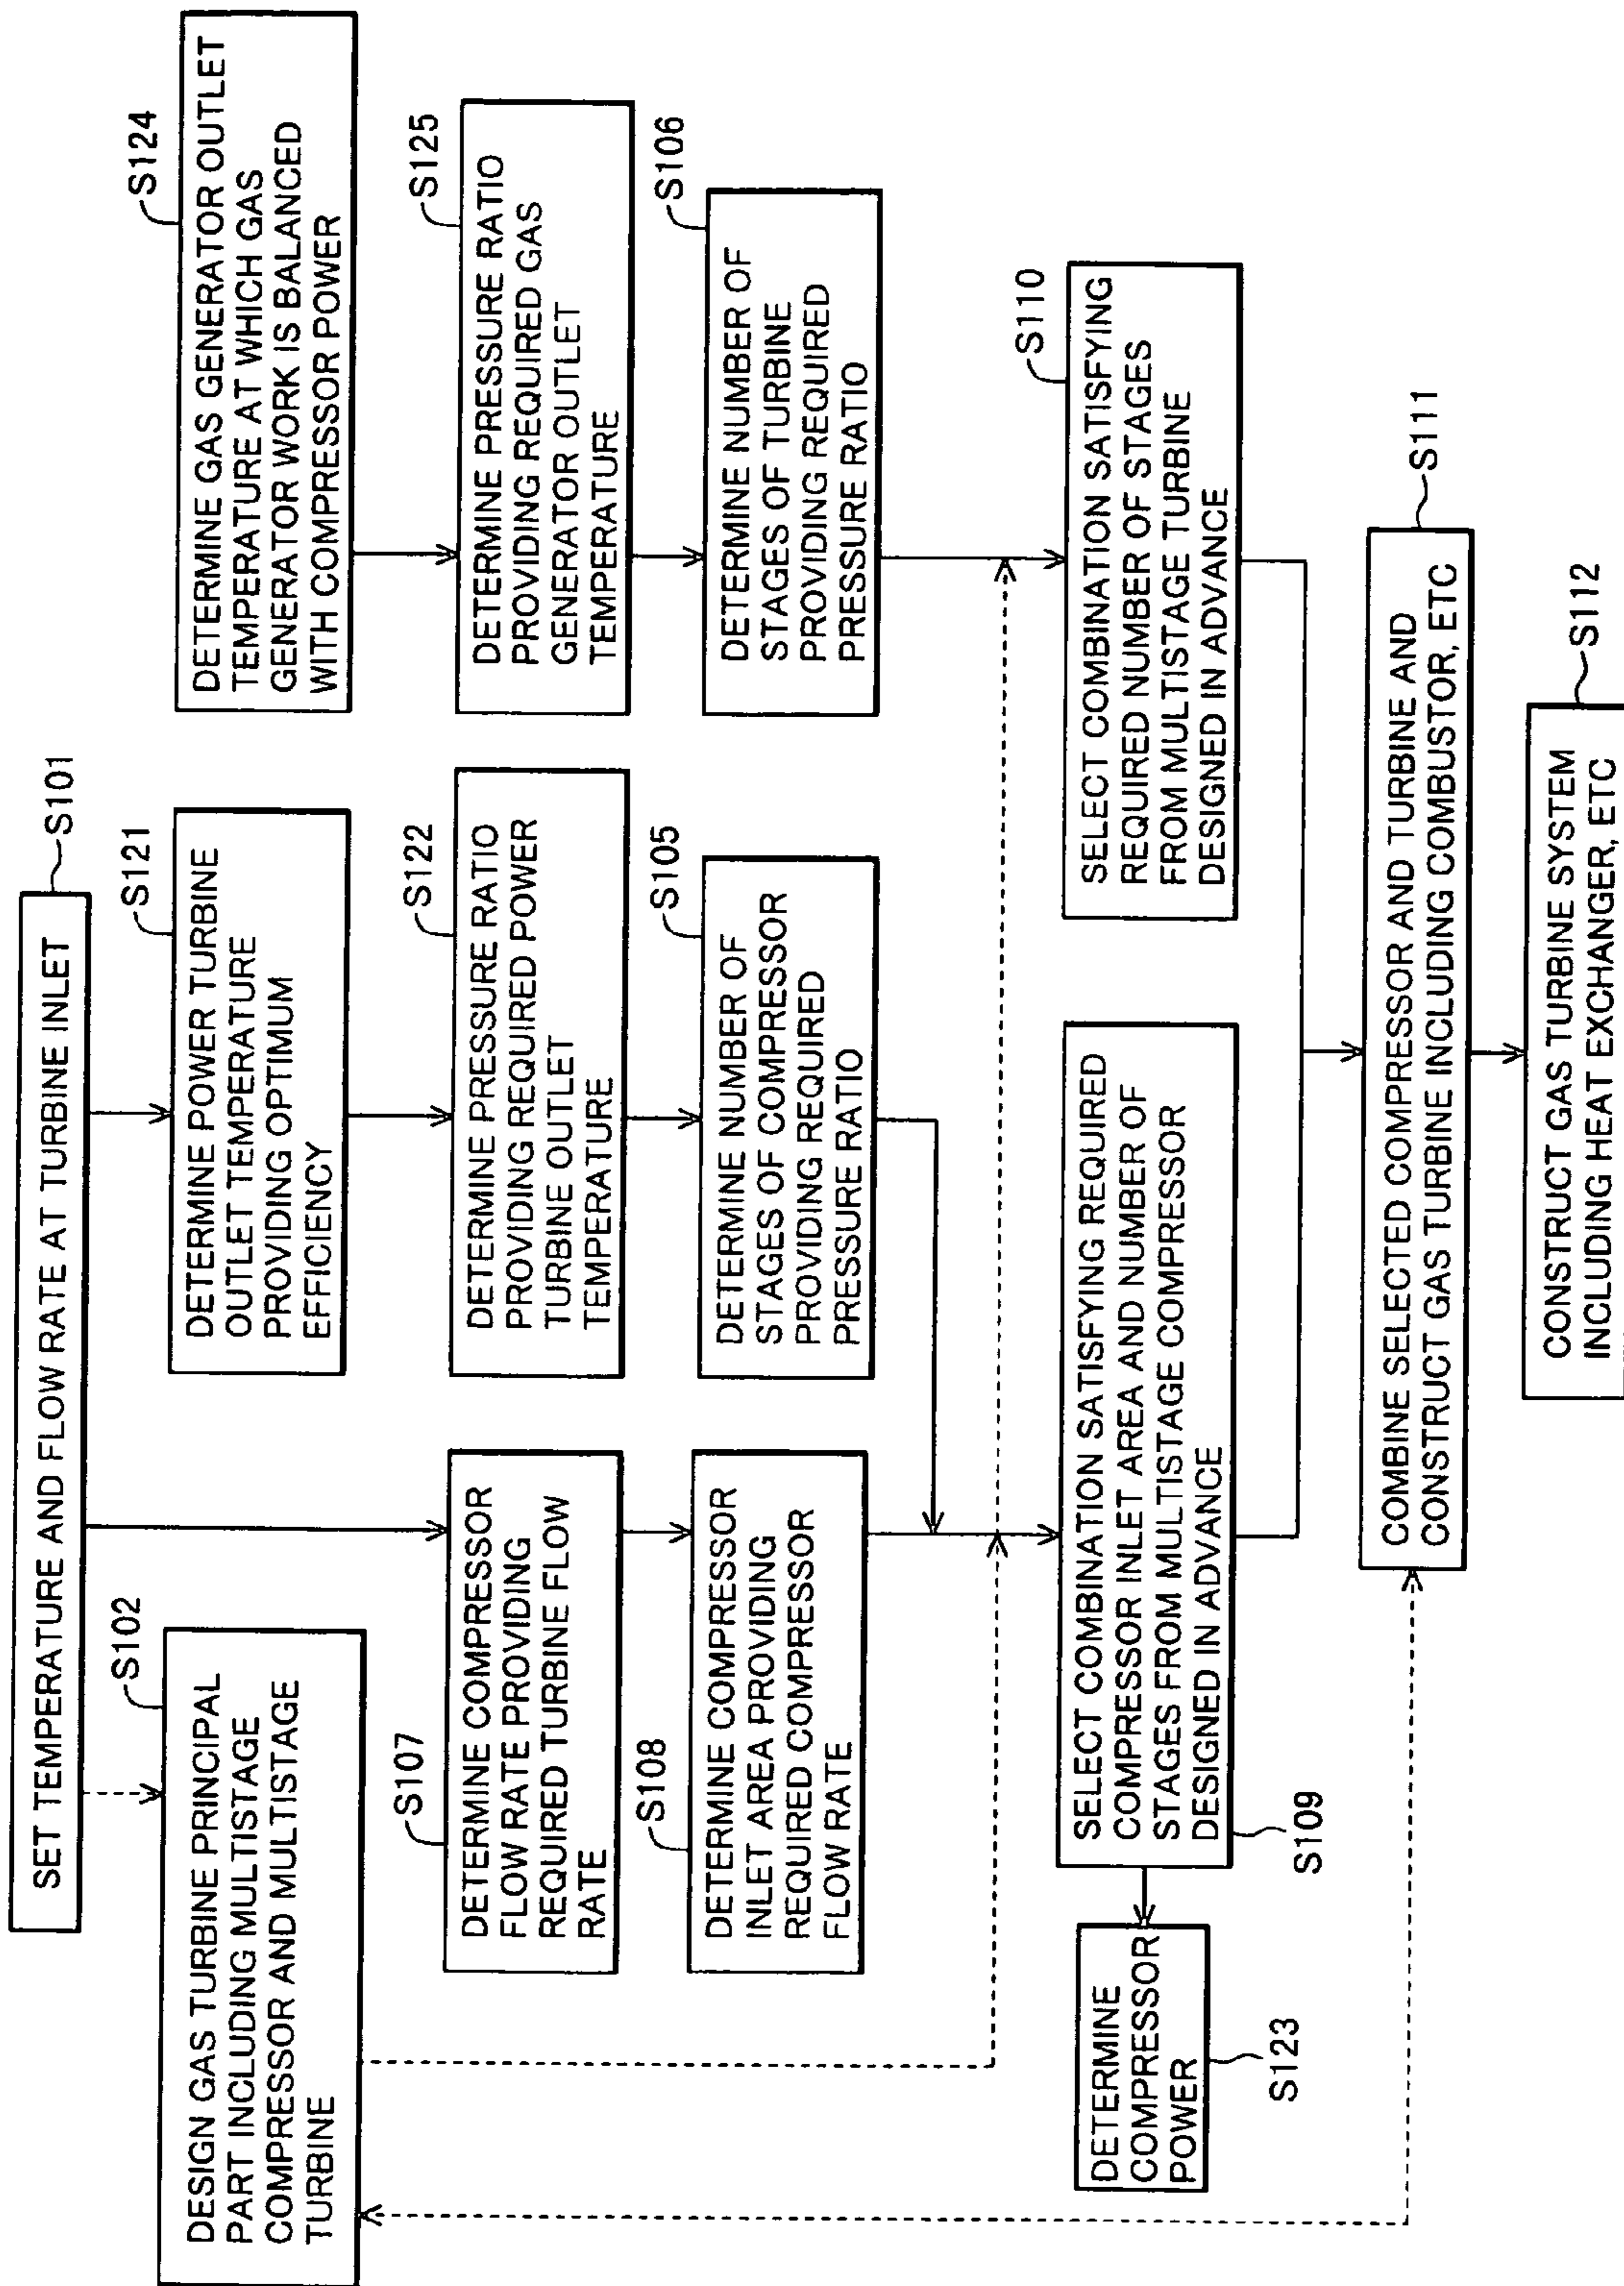 SET TEMPERATURE AND FLOW RATE AT TURBINE INLET
S101
S102
DESIGN GAS TURBINE PRINCIPAL
PART INCLUDING MULTISTAGE
COMPRESSOR AND MULTISTAGE
TURBINE
S107
DETERMINE COMPRESSOR
FLOW RATE PROVIDING
REQUIRED TURBINE FLOW
RATE
S108
DETERMINE COMPRESSOR
INLET AREA PROVIDING
REQUIRED COMPRESSOR
FLOW RATE
S121
DETERMINE POWER TURBINE
OUTLET TEMPERATURE
PROVIDING OPTIMUM
EFFICIENCY
S122
DETERMINE PRESSURE RATIO
PROVIDING REQUIRED POWER
TURBINE OUTLET
TEMPERATURE
S105
DETERMINE NUMBER OF
STAGES OF COMPRESSOR
PROVIDING REQUIRED
PRESSURE RATIO
S124
DETERMINE GAS GENERATOR OUTLET
TEMPERATURE AT WHICH GAS
GENERATOR WORK IS BALANCED
WITH COMPRESSOR POWER
S125
DETERMINE PRESSURE RATIO
PROVIDING REQUIRED GAS
GENERATOR OUTLET
TEMPERATURE
S106
DETERMINE NUMBER OF
STAGES OF TURBINE
PROVIDING REQUIRED
PRESSURE RATIO
DETERMINE
COMPRESSOR
POWER
S123
SELECT COMBINATION SATISFYING REQUIRED
COMPRESSOR INLET AREA AND NUMBER OF
STAGES FROM MULTISTAGE COMPRESSOR
DESIGNED IN ADVANCE
S109
S110
SELECT COMBINATION SATISFYING
REQUIRED NUMBER OF STAGES
FROM MULTISTAGE TURBINE
DESIGNED IN ADVANCE
S111
COMBINE SELECTED COMPRESSOR AND TURBINE AND
CONSTRUCT GAS TURBINE INCLUDING COMBUSTOR, ETC
S112
CONSTRUCT GAS TURBINE SYSTEM
INCLUDING HEAT EXCHANGER, ETC